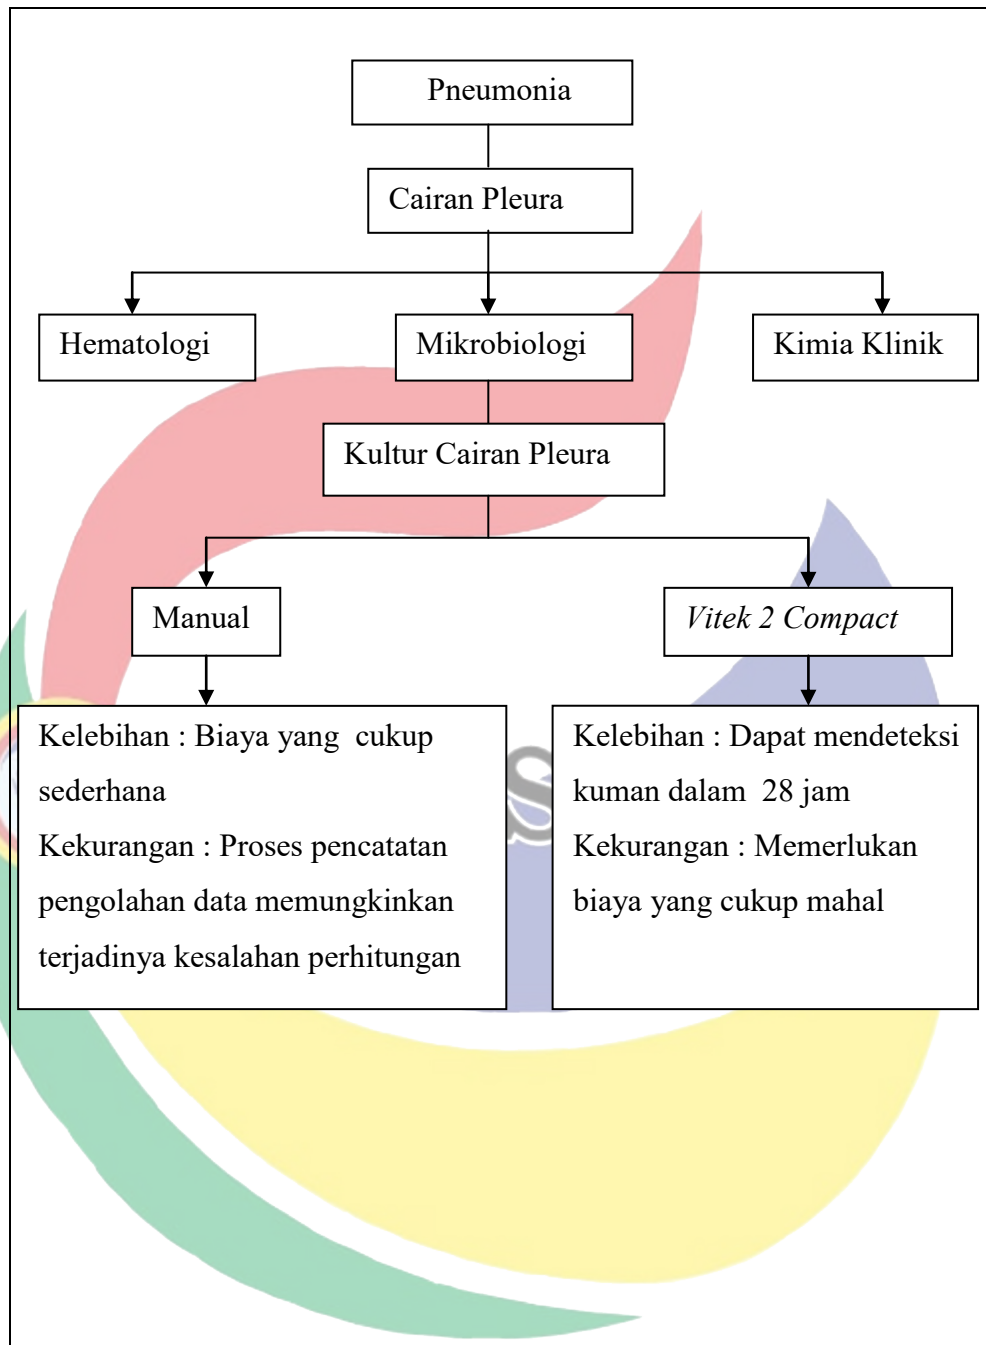 Pneumonia
Cairan Pleura
Hematologi
Mikrobiologi
Kimia Klinik
Kultur Cairan Pleura
Manual
Vitek 2 Compact
Kelebihan : Biaya yang cukup
sederhana
Kekurangan : Proses pencatatan
pengolahan data memungkinkan
terjadinya kesalahan perhitungan
Kelebihan : Dapat mendeteksi
kuman dalam 28 jam
Kekurangan : Memerlukan
biaya yang cukup mahal